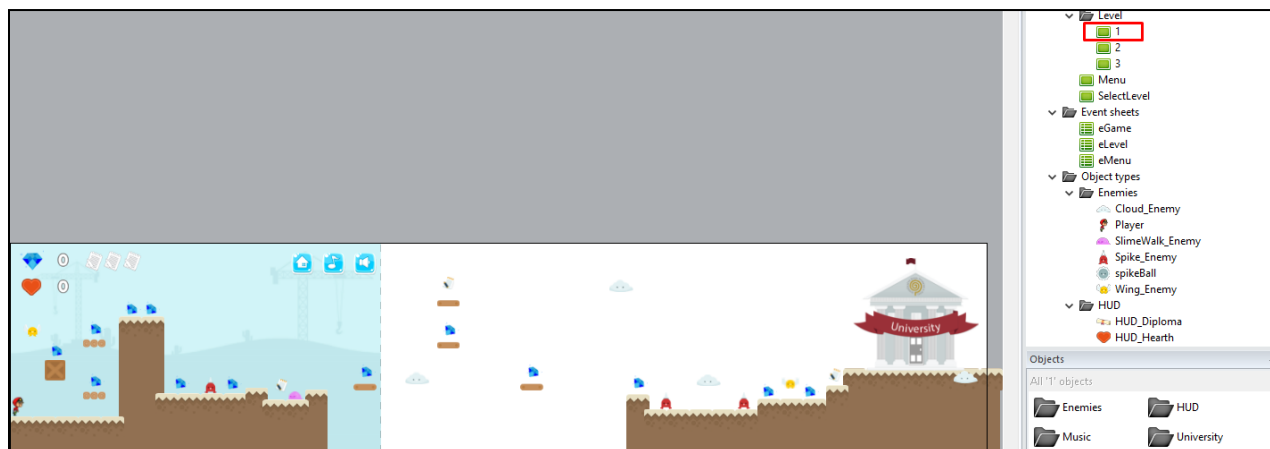 Level
1
2
3
Menu
SelectLevel
Event sheets
eGame
eLevel
eMenu
Object types
Enemies
Cloud_Enemy
Player
SlimeWalk_Enemy
Spike_Enemy
spikeBall
Wing_Enemy
HUD
HUD_Diploma
HUD_Hearth
0
0
University
Objects
All '1' objects
Enemies
HUD
Music
University